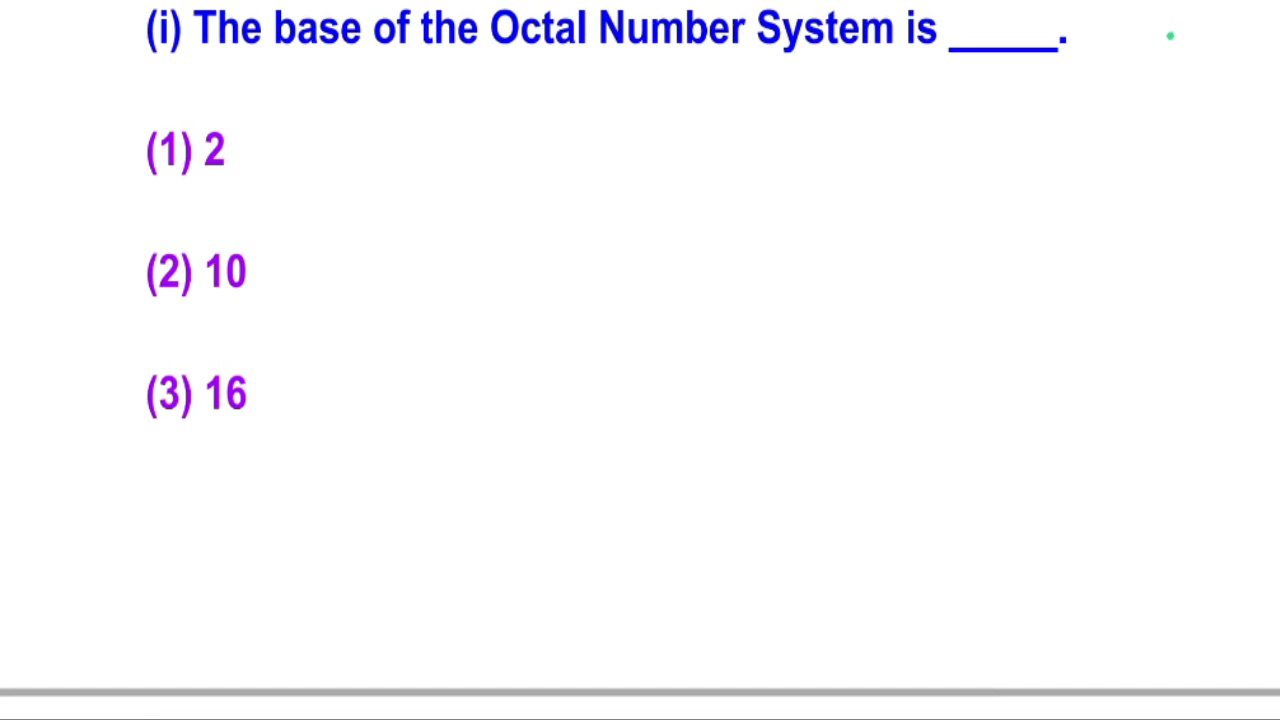 (i) The base of the Octal Number System is _____.
(1) 2
(2) 10
(3) 16